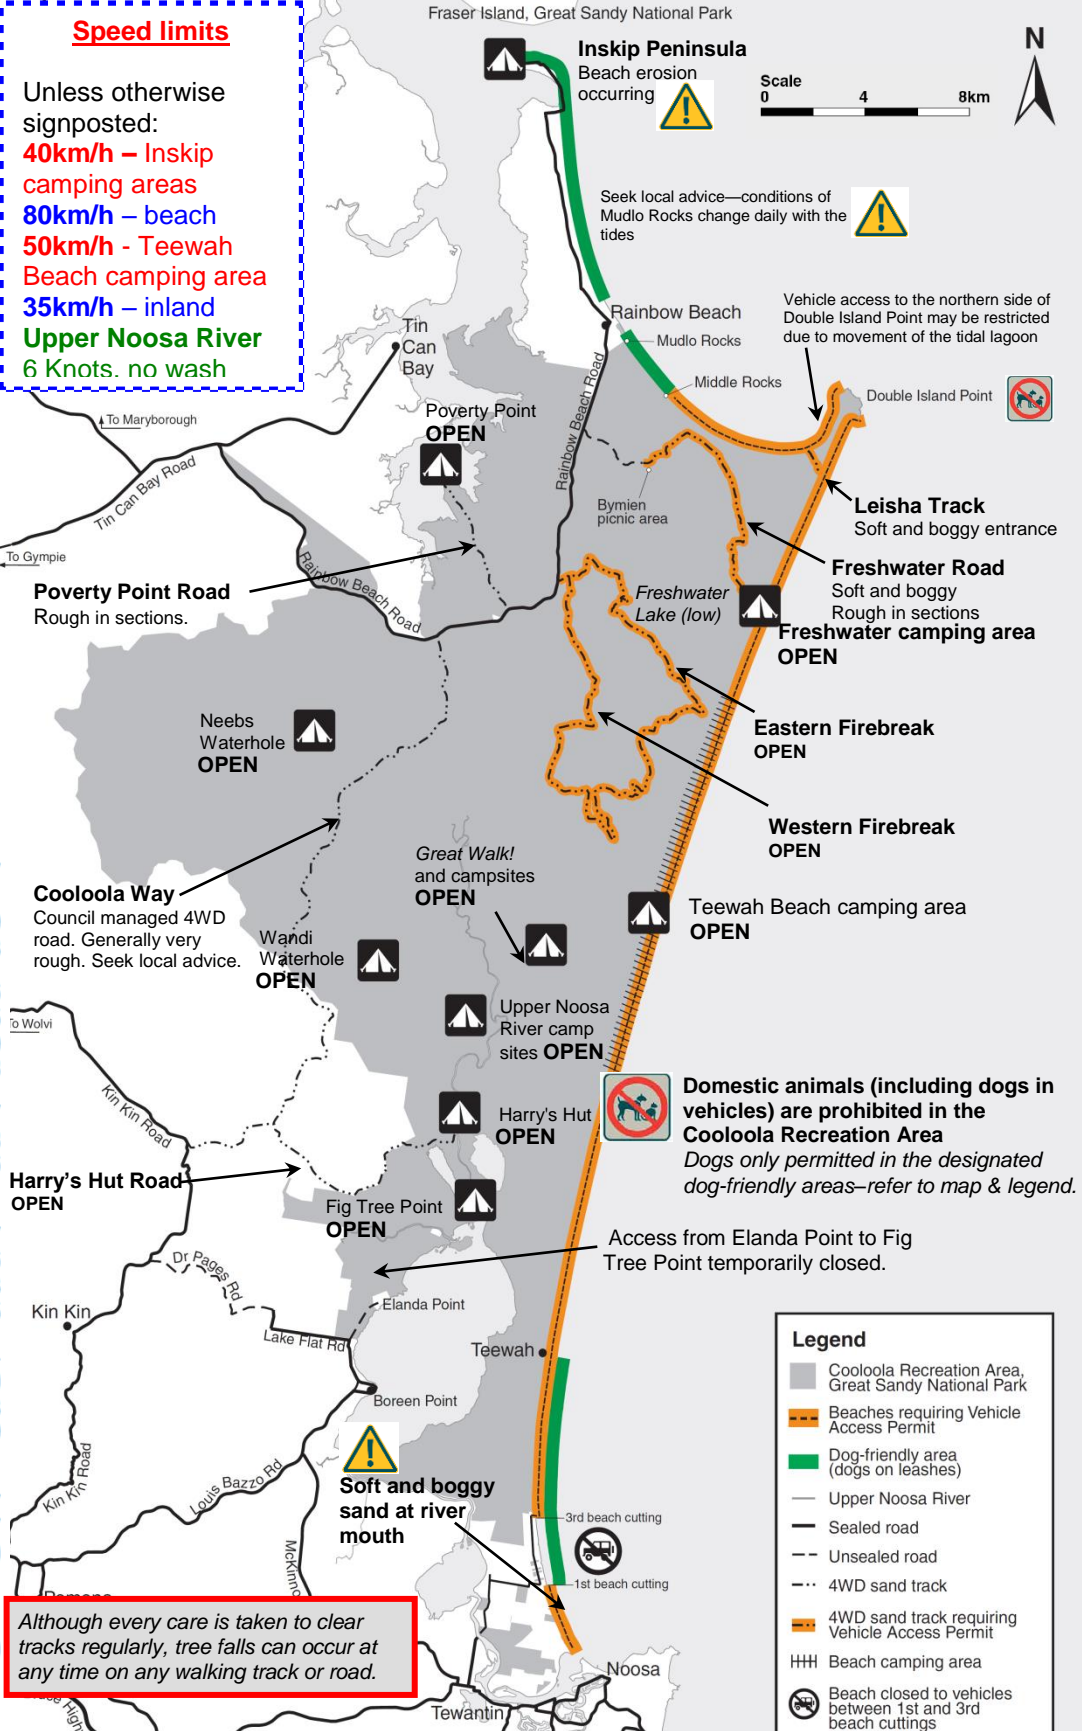 Speed limits
Unless otherwise
signposted:
40km/h – Inskip
camping areas
80km/h – beach
50km/h - Teewah
Beach camping area
35km/h – inland
Upper Noosa River
6 Knots. no wash
Fraser Island, Great Sandy National Park
Inskip Peninsula
Beach erosion
occurring
Scale
0 4 8km
N
Seek local advice—conditions of
Mudlo Rocks change daily with the
tides
Vehicle access to the northern side of
Double Island Point may be restricted
due to movement of the tidal lagoon
Rainbow Beach
Mudlo Rocks
Middle Rocks
Double Island Point
Tin
Can
Bay
To Maryborough
Tin Can Bay Road
To Gympie
Poverty Point
OPEN
Rainbow Beach Road
Bymien
picnic area
Leisha Track
Soft and boggy entrance
Freshwater Road
Soft and boggy
Rough in sections
Poverty Point Road
Rough in sections.
Rainbow Beach Road
Freshwater
Lake (low)
Freshwater camping area
OPEN
Neebs
Waterhole
OPEN
Eastern Firebreak
OPEN
Western Firebreak
OPEN
Great Walk!
and campsites
OPEN
Cooloola Way
Council managed 4WD
road. Generally very
rough. Seek local advice.
Teewah Beach camping area
OPEN
Wandi
Waterhole
OPEN
Upper Noosa
River camp
sites OPEN
To Wolvi
Kin Kin Road
Harry's Hut
OPEN
Domestic animals (including dogs in
vehicles) are prohibited in the
Cooloola Recreation Area
Dogs only permitted in the designated
dog-friendly areas–refer to map & legend.
Harry's Hut Road
OPEN
Fig Tree Point
OPEN
Access from Elanda Point to Fig
Tree Point temporarily closed.
Dr Pages Rd
Elanda Point
Kin Kin
Lake Flat Rd
Teewah
Boreen Point
Kin Kin Road
Louis Bazzo Rd
Soft and boggy
sand at river
mouth
3rd beach cutting
1st beach cutting
McKinno
Although every care is taken to clear
tracks regularly, tree falls can occur at
any time on any walking track or road.
Noosa
Tewantin
Legend
Cooloola Recreation Area,
Great Sandy National Park
Beaches requiring Vehicle
Access Permit
Dog-friendly area
(dogs on leashes)
Upper Noosa River
Sealed road
Unsealed road
4WD sand track
4WD sand track requiring
Vehicle Access Permit
Beach camping area
Beach closed to vehicles
between 1st and 3rd
beach cuttings